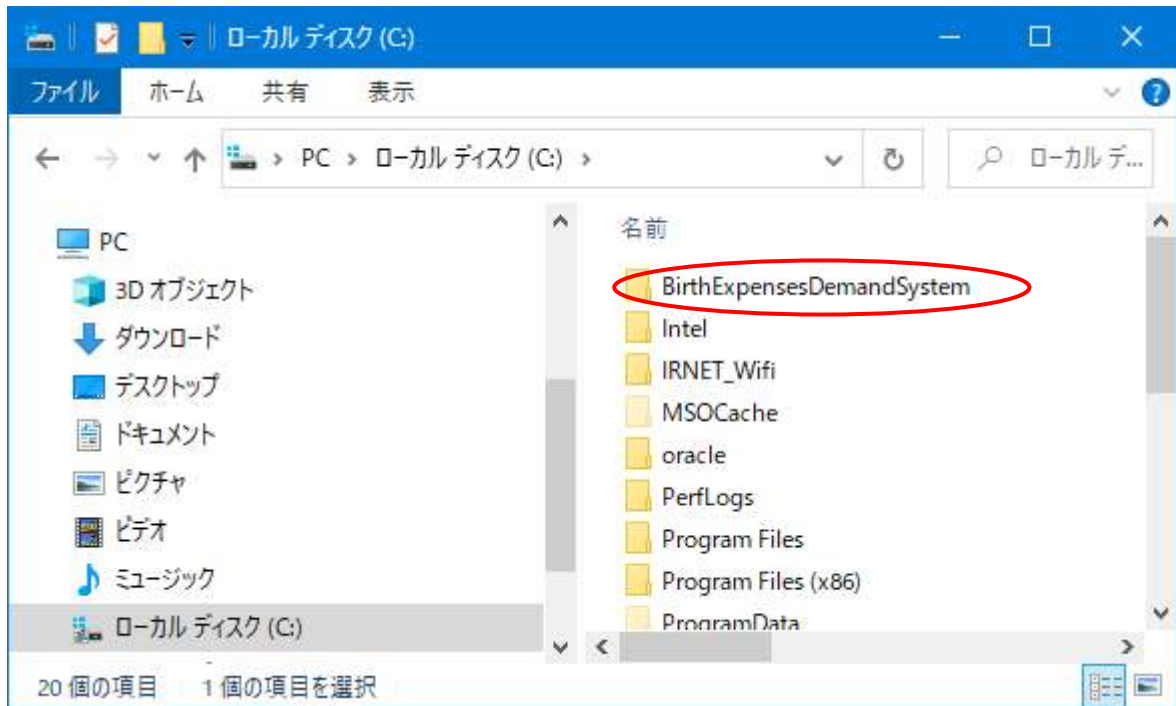 ローカル ディスク (C:)
ファイル ホーム 共有 表示
PC ローカル ディスク (C:) ローカル デ...
PC
3D オブジェクト
ダウンロード
デスクトップ
ドキュメント
ピクチャ
ビデオ
ミュージック
ローカル ディスク (C:)
名前
BirthExpensesDemandSystem
Intel
IRNET_Wifi
MSOCache
oracle
PerfLogs
Program Files
Program Files (x86)
ProgramData
20 個の項目 1 個の項目を選択